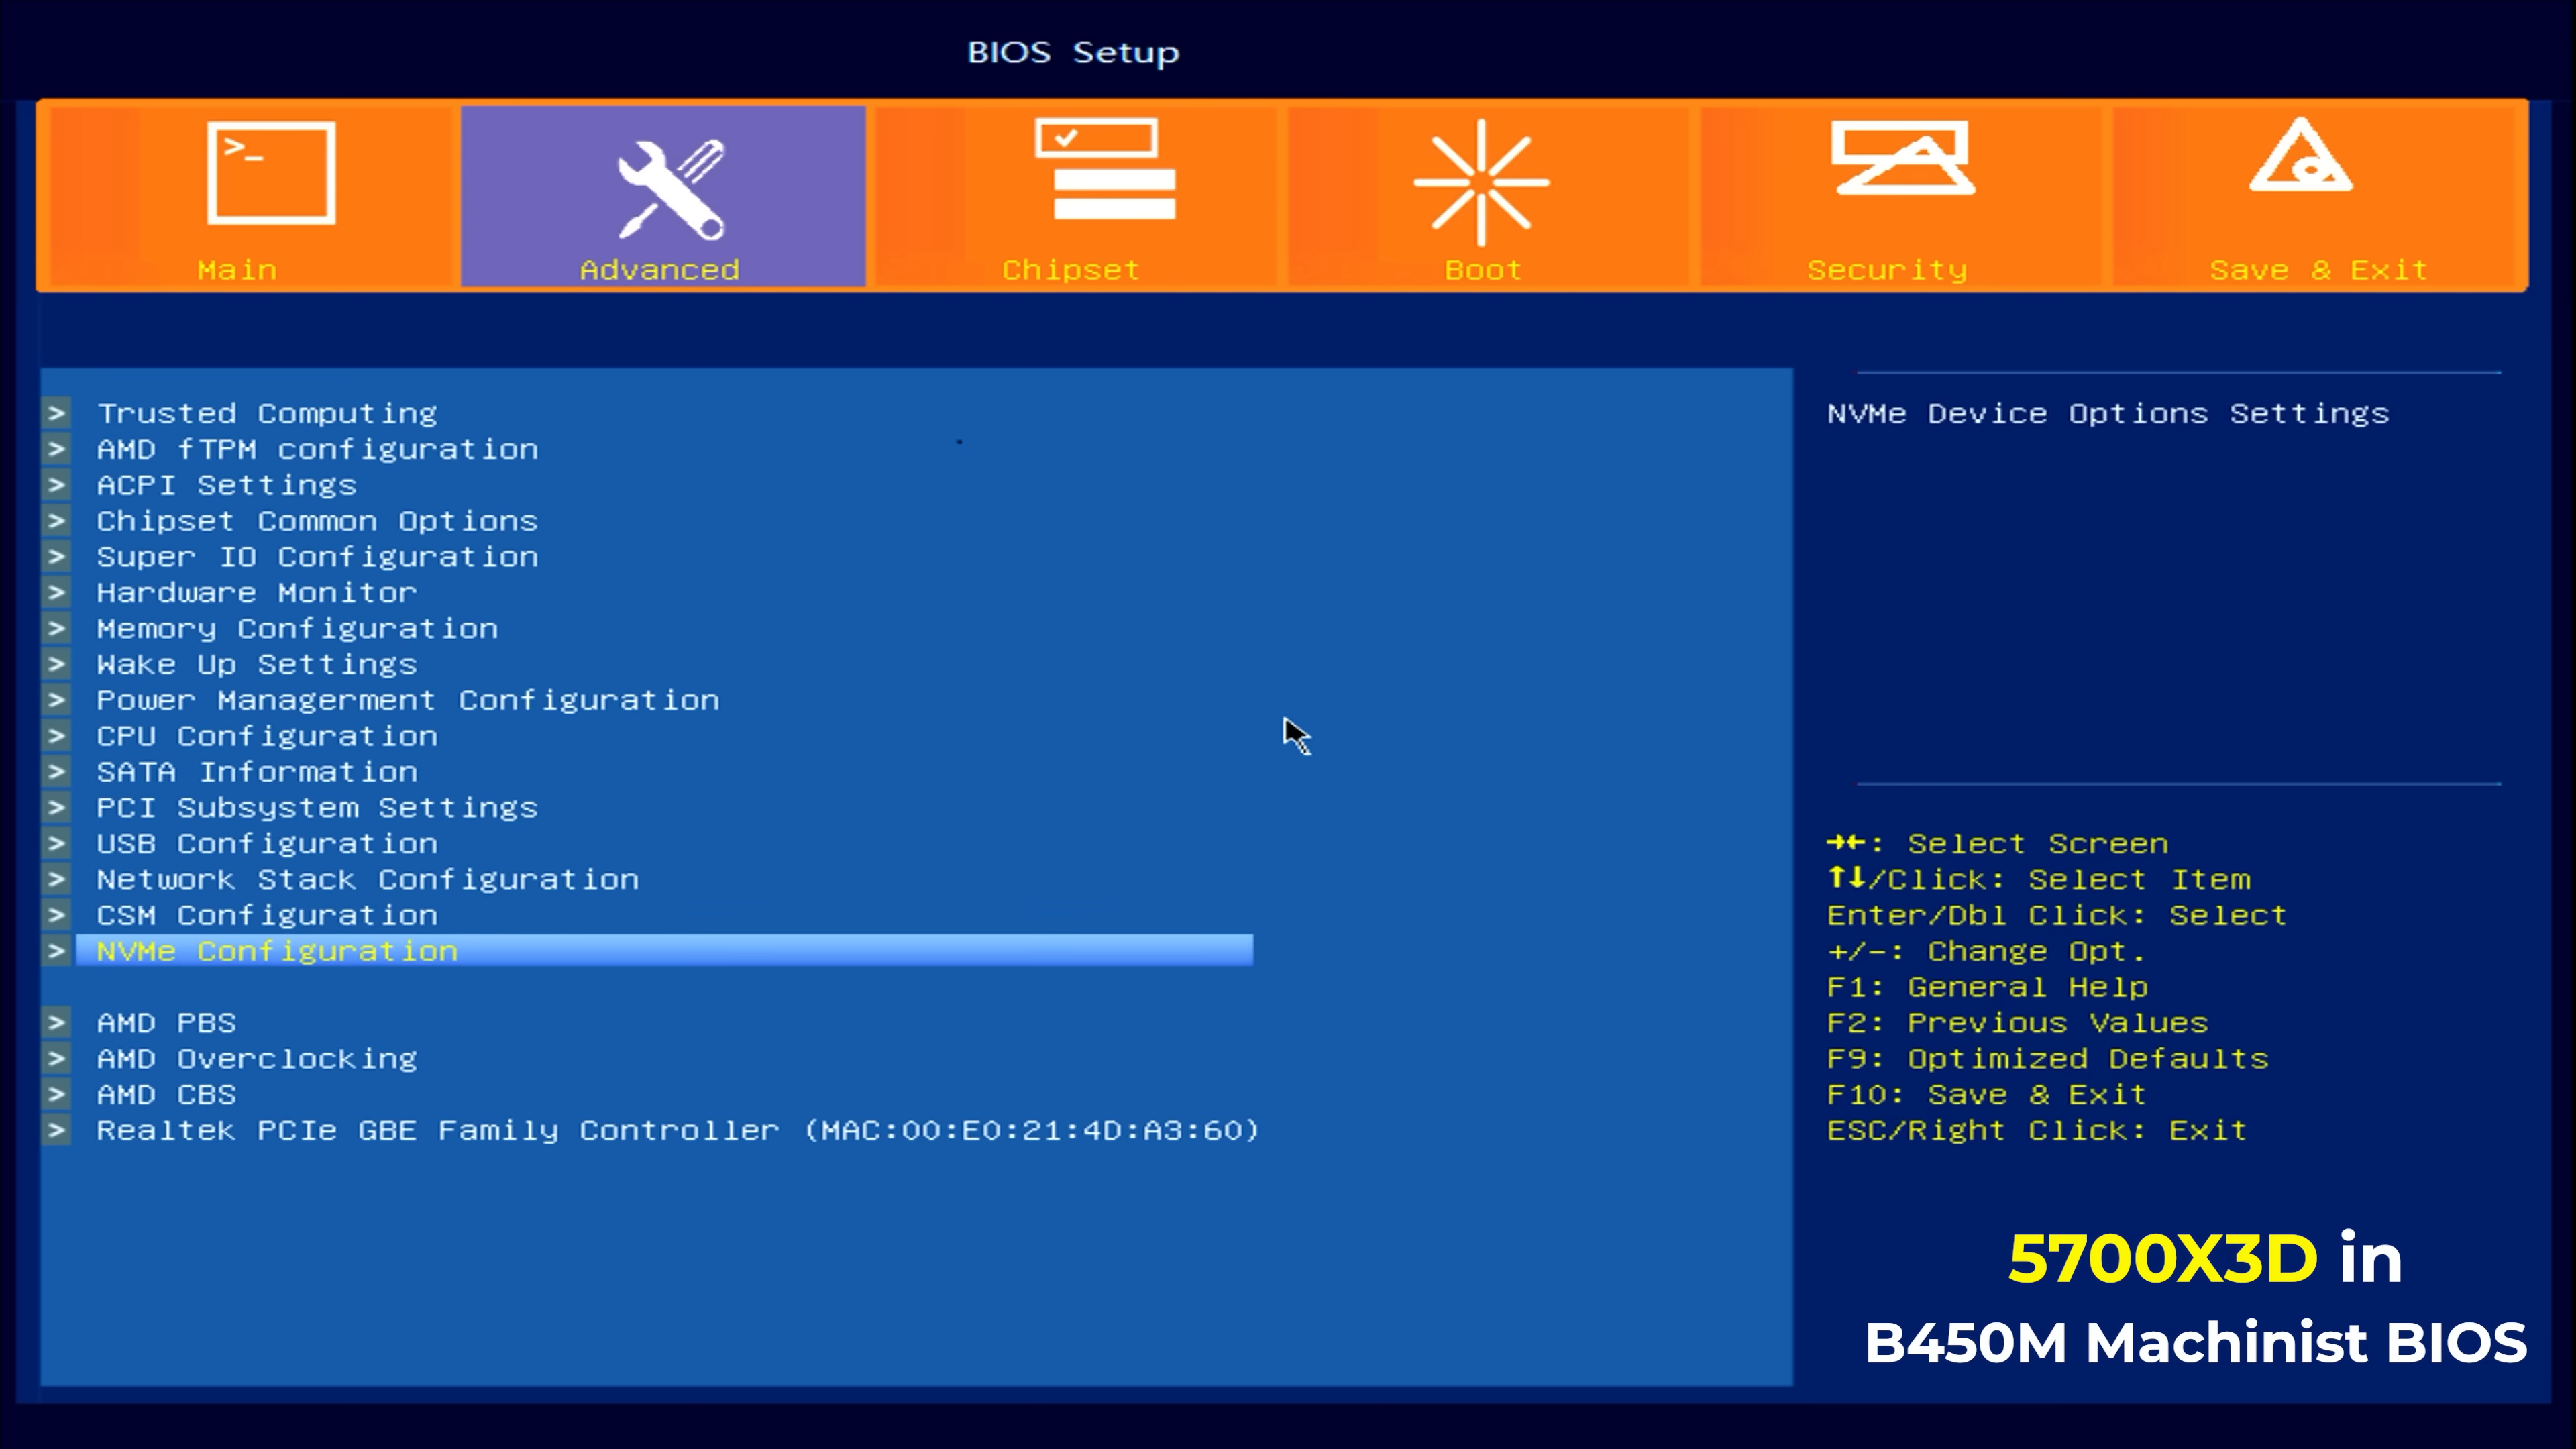 BIOS Setup
>_
Main
Advanced
Chipset
Boot
Security
Save & Exit
> Trusted Computing
> AMD fTPM configuration
> ACPI Settings
> Chipset Common Options
> Super IO Configuration
> Hardware Monitor
> Memory Configuration
> Wake Up Settings
> Power Managerment Configuration
> CPU Configuration
> SATA Information
> PCI Subsystem Settings
> USB Configuration
> Network Stack Configuration
> CSM Configuration
> NVMe Configuration
> AMD PBS
> AMD Overclocking
> AMD CBS
> Realtek PCIe GBE Family Controller (MAC:00:E0:21:4D:A3:60)
NVMe Device Options Settings
→←: Select Screen
↑↓/Click: Select Item
Enter/Dbl Click: Select
+/-: Change Opt.
F1: General Help
F2: Previous Values
F9: Optimized Defaults
F10: Save & Exit
ESC/Right Click: Exit
5700X3D in
B450M Machinist BIOS